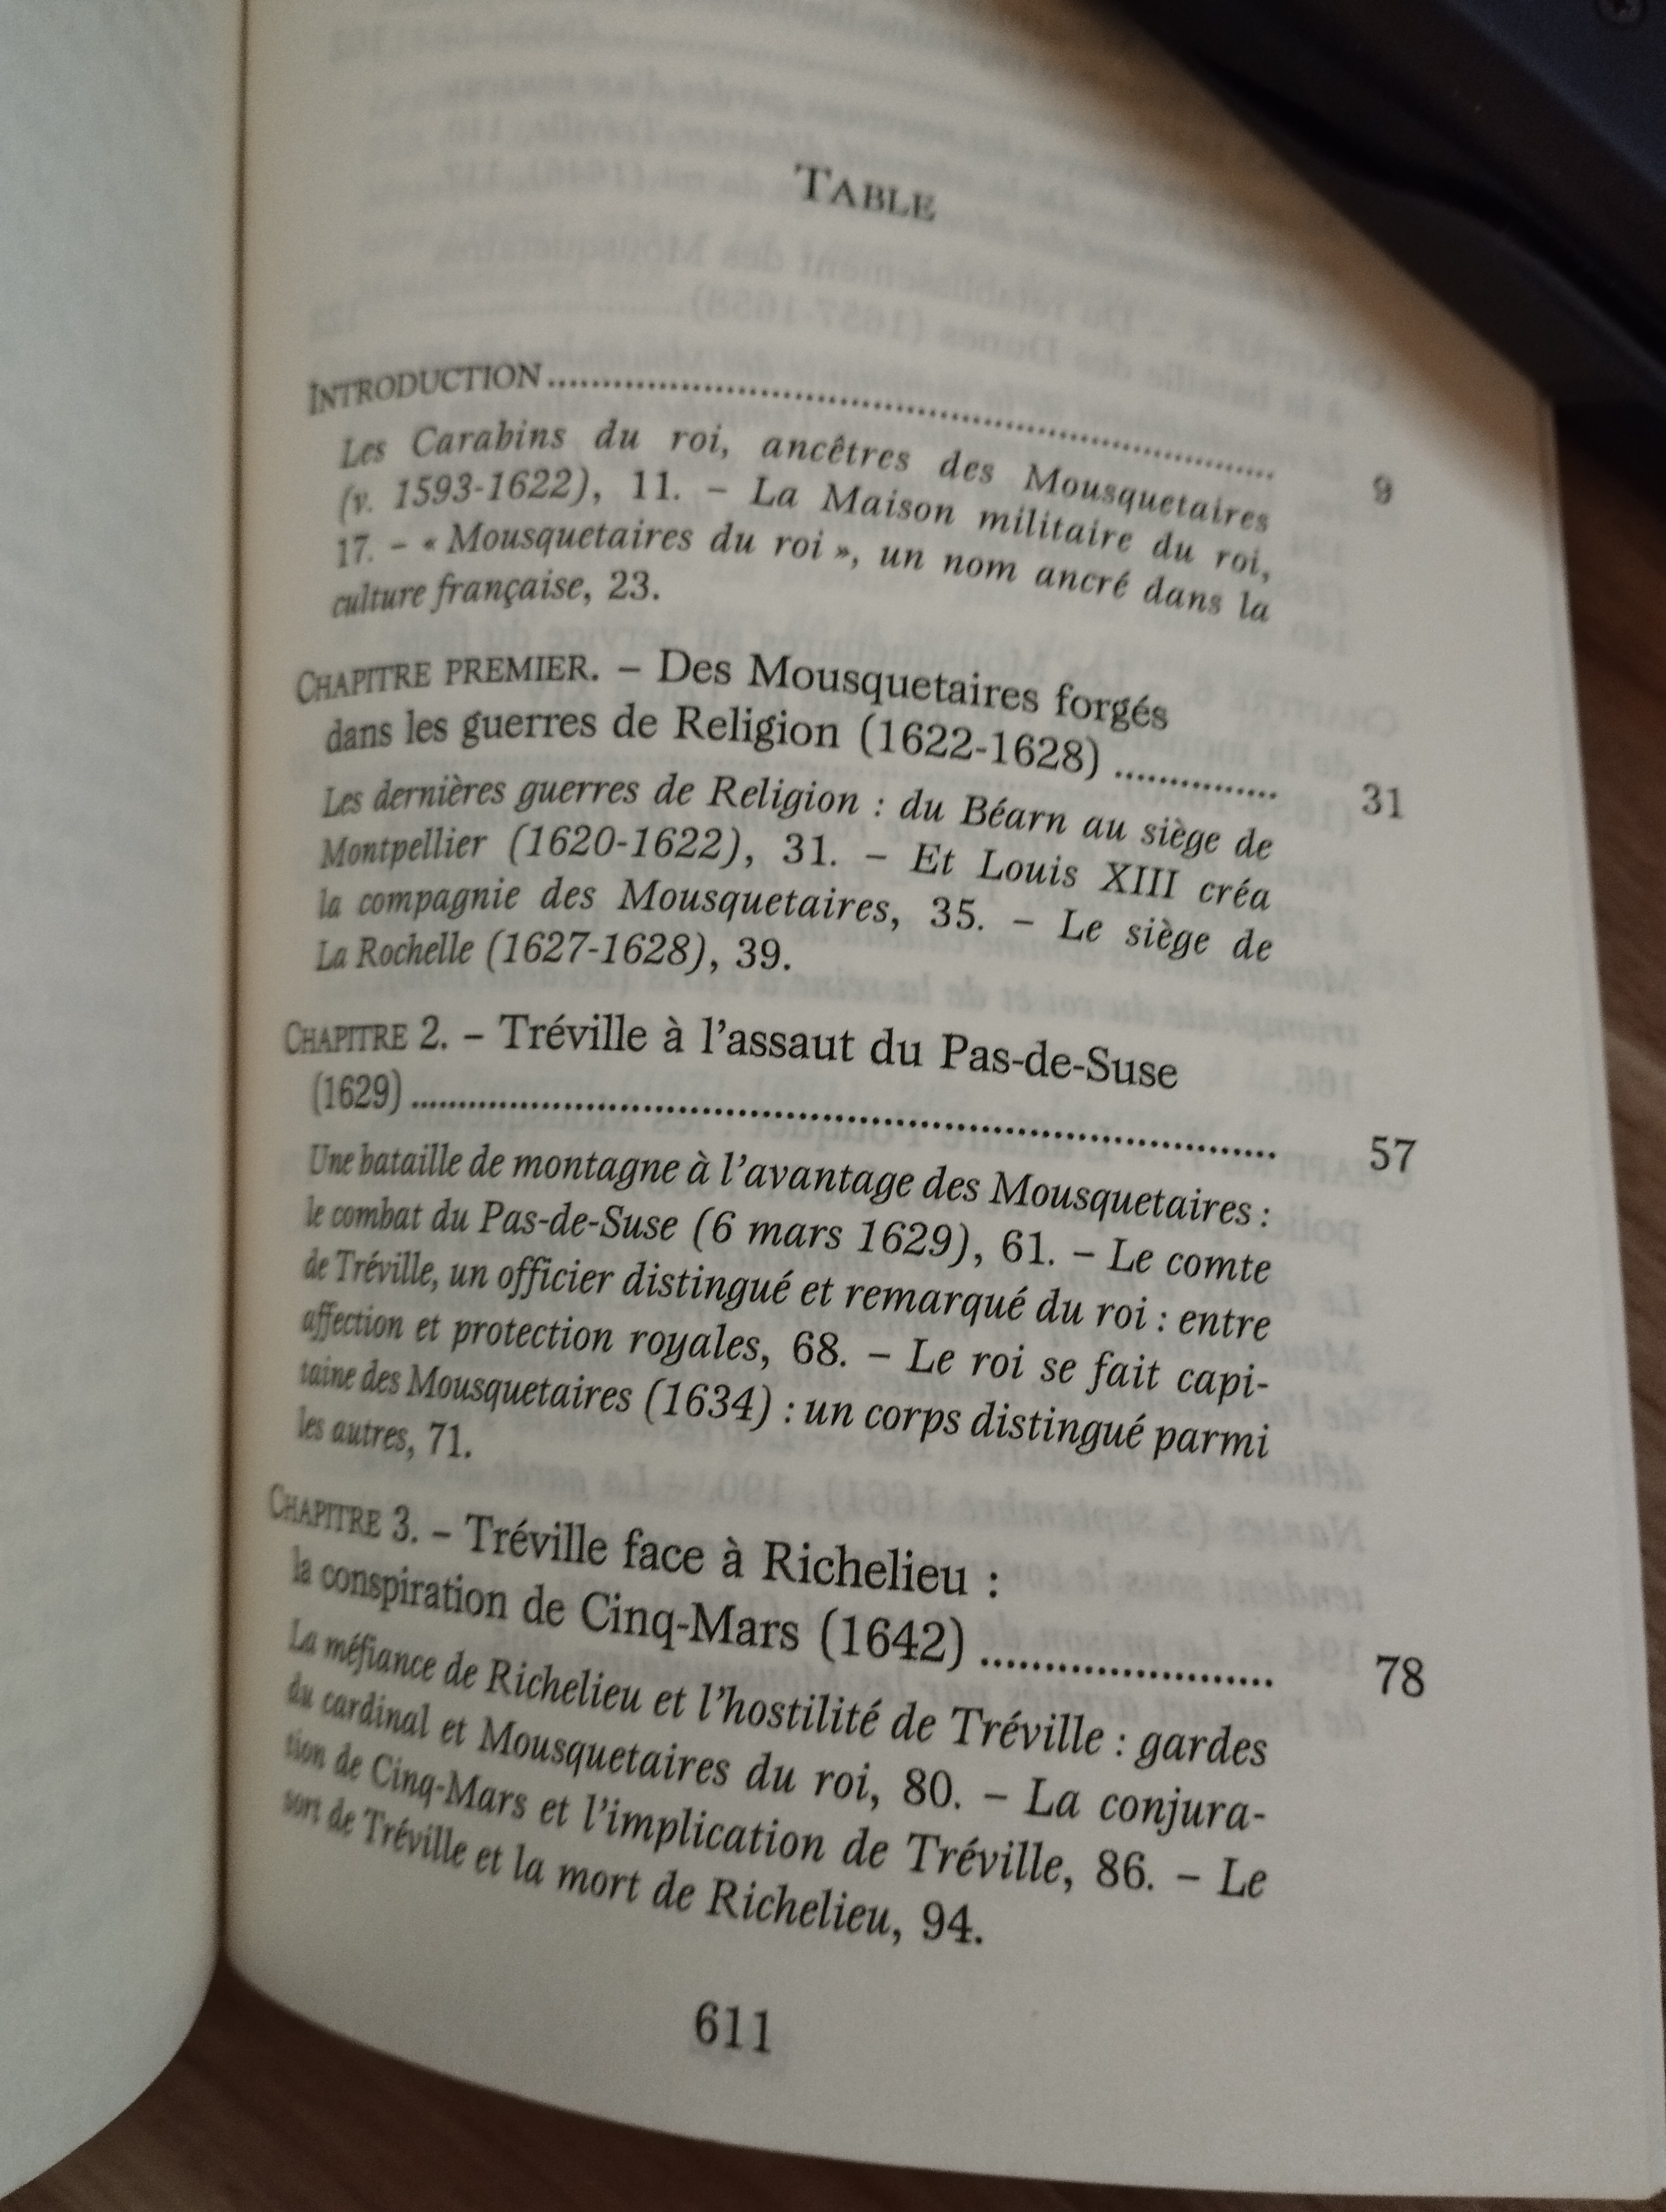 TABLE
INTRODUCTION.......... 9
Les Carabins du roi, ancêtres des Mousquetaires
(v. 1593-1622), 11. – La Maison militaire du roi,
17. – « Mousquetaires du roi », un nom ancré dans la
culture française, 23.
CHAPITRE PREMIER. – Des Mousquetaires forgés
dans les guerres de Religion (1622-1628) .......... 31
Les dernières guerres de Religion : du Béarn au siège de
Montpellier (1620-1622), 31. – Et Louis XIII créa
la compagnie des Mousquetaires, 35. – Le siège de
La Rochelle (1627-1628), 39.
CHAPITRE 2. – Tréville à l'assaut du Pas-de-Suse
(1629) .......... 57
Une bataille de montagne à l'avantage des Mousquetaires :
le combat du Pas-de-Suse (6 mars 1629), 61. – Le comte
de Tréville, un officier distingué et remarqué du roi : entre
affection et protection royales, 68. – Le roi se fait capi-
taine des Mousquetaires (1634) : un corps distingué parmi
les autres, 71.
CHAPITRE 3. – Tréville face à Richelieu :
la conspiration de Cinq-Mars (1642) .......... 78
La méfiance de Richelieu et l'hostilité de Tréville : gardes
du cardinal et Mousquetaires du roi, 80. – La conjura-
tion de Cinq-Mars et l'implication de Tréville, 86. – Le
sort de Tréville et la mort de Richelieu, 94.
611